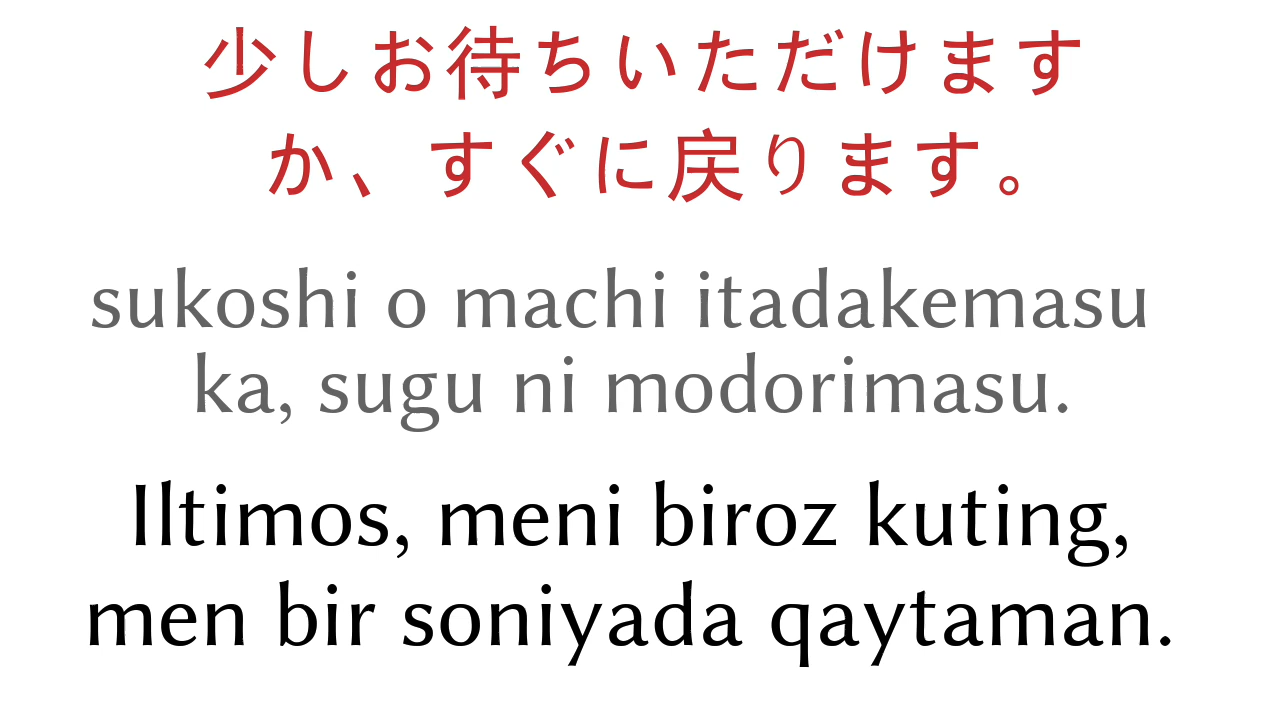 少しお待ちいただけます
か、すぐに戻ります。
sukoshi o machi itadakemasu
ka, sugu ni modorimasu.
Iltimos, meni biroz kuting,
men bir soniyada qaytaman.